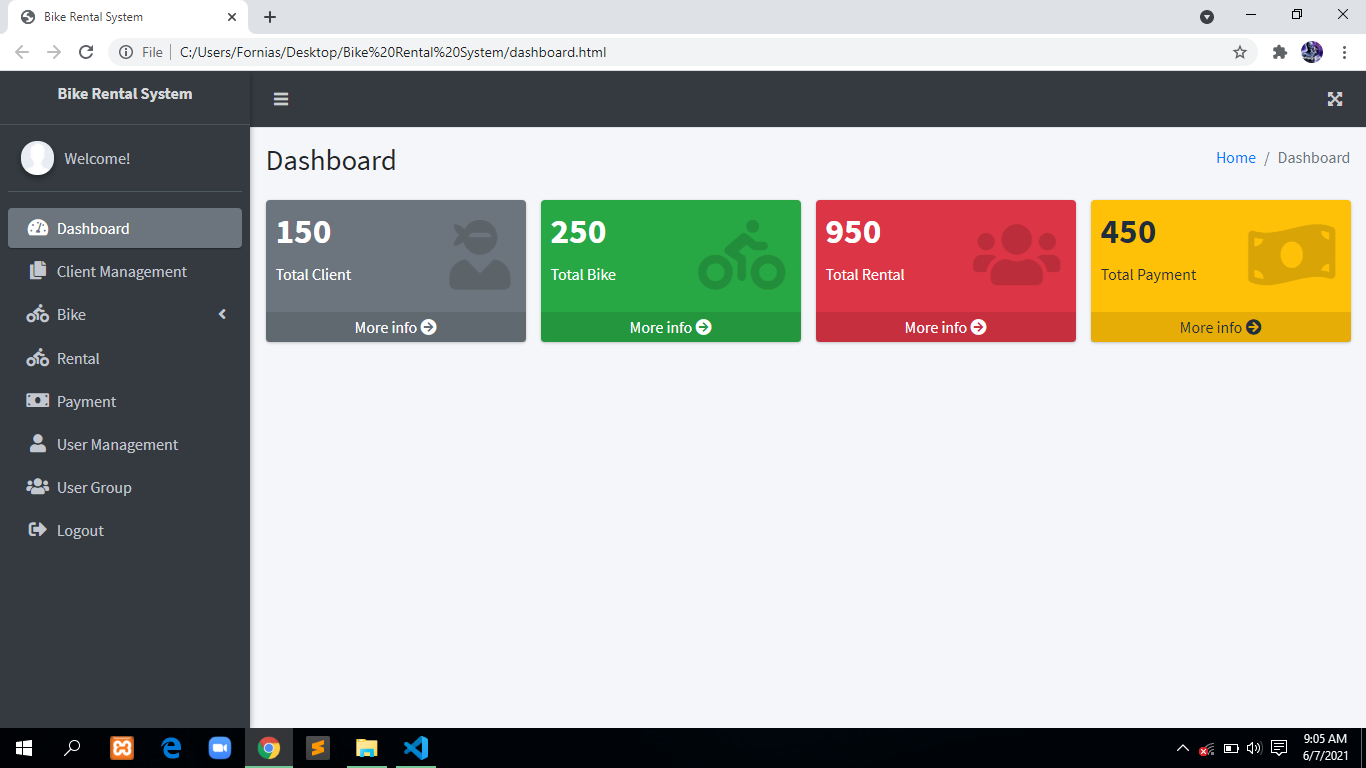 Bike Rental System
File
C:/Users/Fornias/Desktop/Bike%20Rental%20System/dashboard.html
Bike Rental System
Welcome!
Dashboard
Client Management
Bike
Rental
Payment
User Management
User Group
Logout
Dashboard
Home / Dashboard
150
Total Client
More info
250
Total Bike
More info
950
Total Rental
More info
450
Total Payment
More info
9:05 AM
6/7/2021